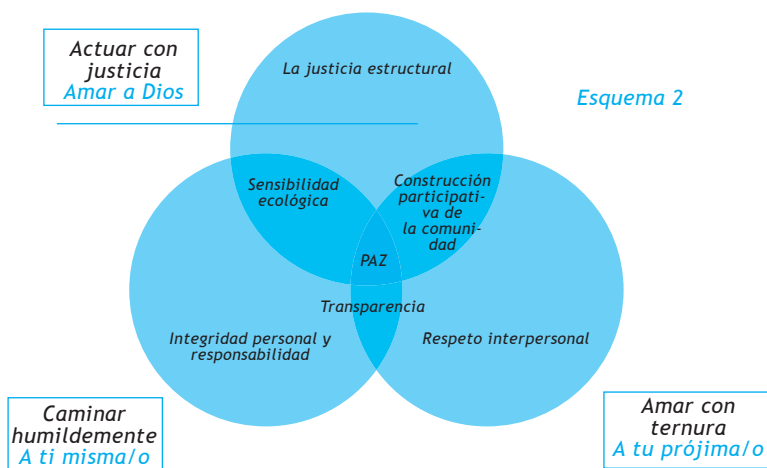 Actuar con
justicia
Amar a Dios
La justicia estructural
Esquema 2
Sensibilidad
ecológica
Construcción
participati-
va de
la comuni-
dad
PAZ
Transparencia
Integridad personal y
responsabilidad
Respeto interpersonal
Caminar
humildemente
A ti misma/o
Amar con
ternura
A tu prójima/o